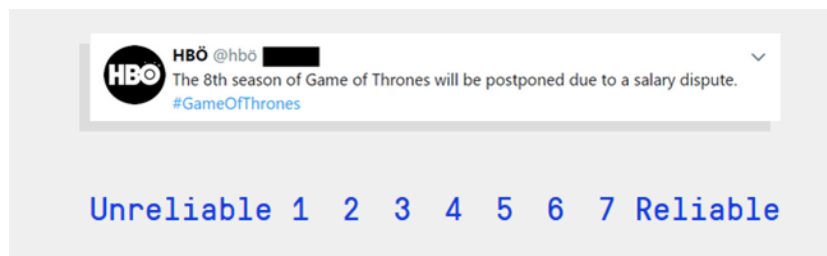 HBO
HBÖ @hbö
The 8th season of Game of Thrones will be postponed due to a salary dispute.
#GameOfThrones
Unreliable 1 2 3 4 5 6 7 Reliable